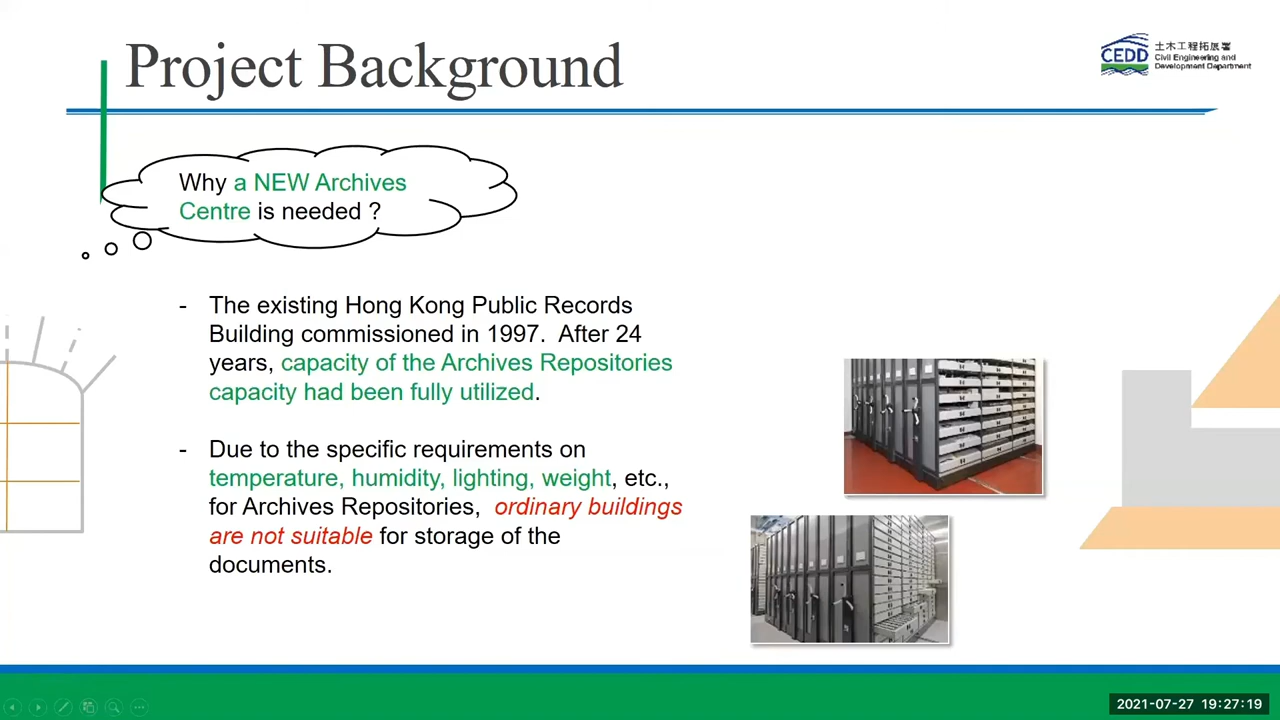 Project Background
CEDD
土木工程拓展署
Civil Engineering and
Development Department
Why a NEW Archives
Centre is needed ?
- The existing Hong Kong Public Records
Building commissioned in 1997.  After 24
years, capacity of the Archives Repositories
capacity had been fully utilized.
- Due to the specific requirements on
temperature, humidity, lighting, weight, etc.,
for Archives Repositories,  ordinary buildings
are not suitable for storage of the
documents.
2021-07-27 19:27:19